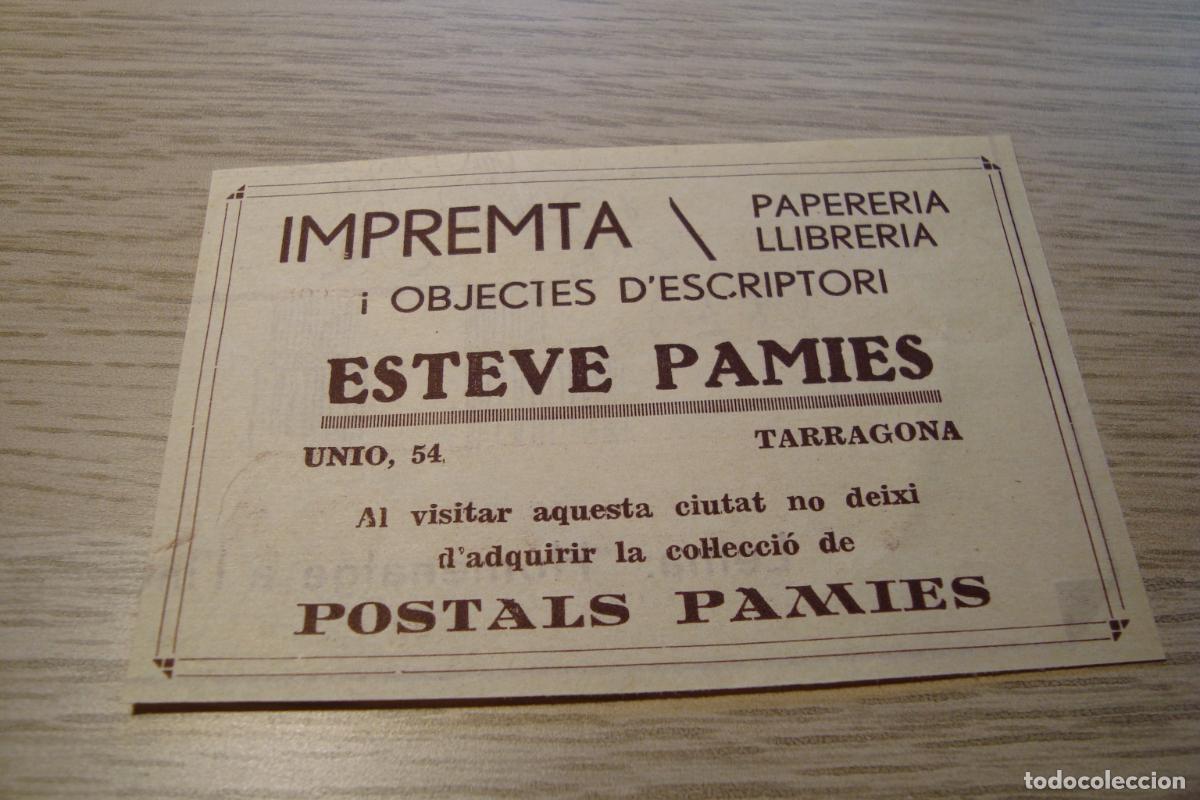 IMPREMTA \ PAPERERIA
LLIBRERIA
i OBJECTES D'ESCRIPTORI
ESTEVE PAMIES
UNIO, 54 TARRAGONA
Al visitar aquesta ciutat no deixi
d'adquirir la col·lecció de
POSTALS PAMIES
todocoleccion